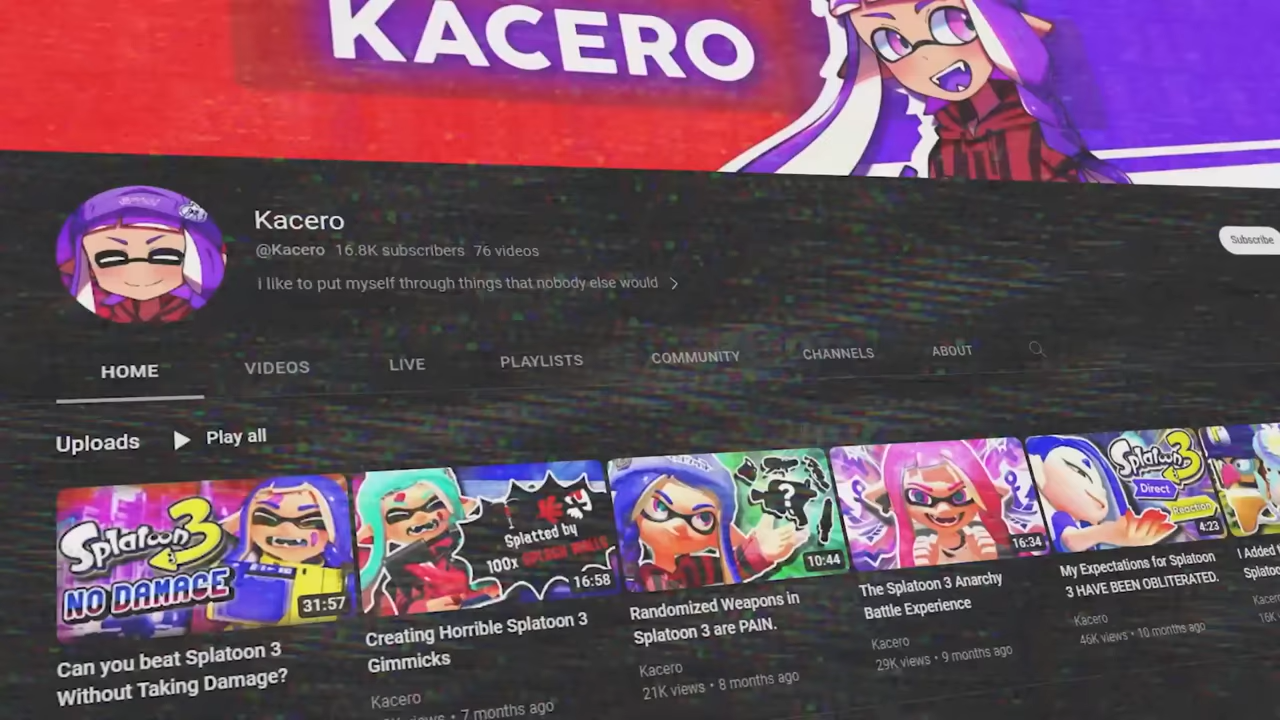 KACERO
Kacero
@Kacero 16.8K subscribers 76 videos
i like to put myself through things that nobody else would
Subscribe
HOME VIDEOS LIVE PLAYLISTS COMMUNITY CHANNELS ABOUT
Uploads Play all
Splatoon 3
NO DAMAGE
31:57
Can you beat Splatoon 3
Without Taking Damage?
Splatted by
100x SPLASH WALLS
16:58
Creating Horrible Splatoon 3
Gimmicks
Kacero
views • 7 months ago
?
10:44
Randomized Weapons in
Splatoon 3 are PAIN.
Kacero
21K views • 8 months ago
16:34
The Splatoon 3 Anarchy
Battle Experience
Kacero
29K views • 9 months ago
Splatoon 3
Direct
Reaction
4:23
My Expectations for Splatoon
3 HAVE BEEN OBLITERATED.
Kacero
46K views • 10 months ago
I Added